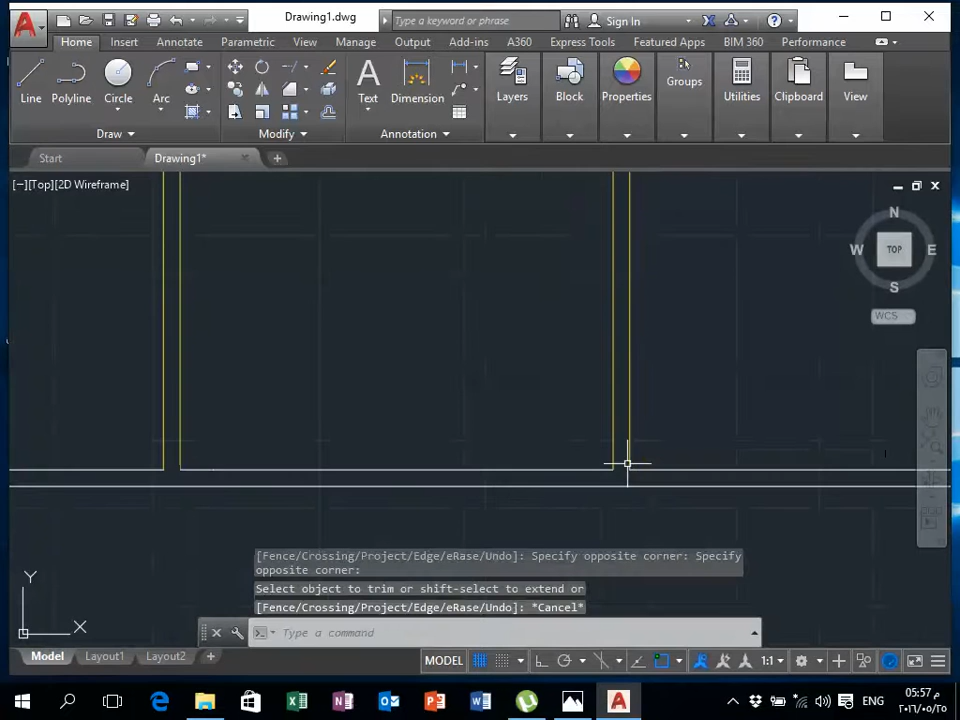 Drawing1.dwg
Type a keyword or phrase
Sign In
Home
Insert
Annotate
Parametric
View
Manage
Output
Add-ins
A360
Express Tools
Featured Apps
BIM 360
Performance
Line
Polyline
Circle
Arc
Text
Dimension
Layers
Block
Properties
Groups
Utilities
Clipboard
View
Draw
Modify
Annotation
Start
Drawing1*
[−][Top][2D Wireframe]
N
W
TOP
E
S
WCS
[Fence/Crossing/Project/Edge/eRase/Undo]: Specify opposite corner: Specify
opposite corner:
Select object to trim or shift-select to extend or
[Fence/Crossing/Project/Edge/eRase/Undo]: *Cancel*
Type a command
Y
X
Model
Layout1
Layout2
MODEL
1:1
ENG
05:57 م
٢٠١٦/٠٥/٢٥